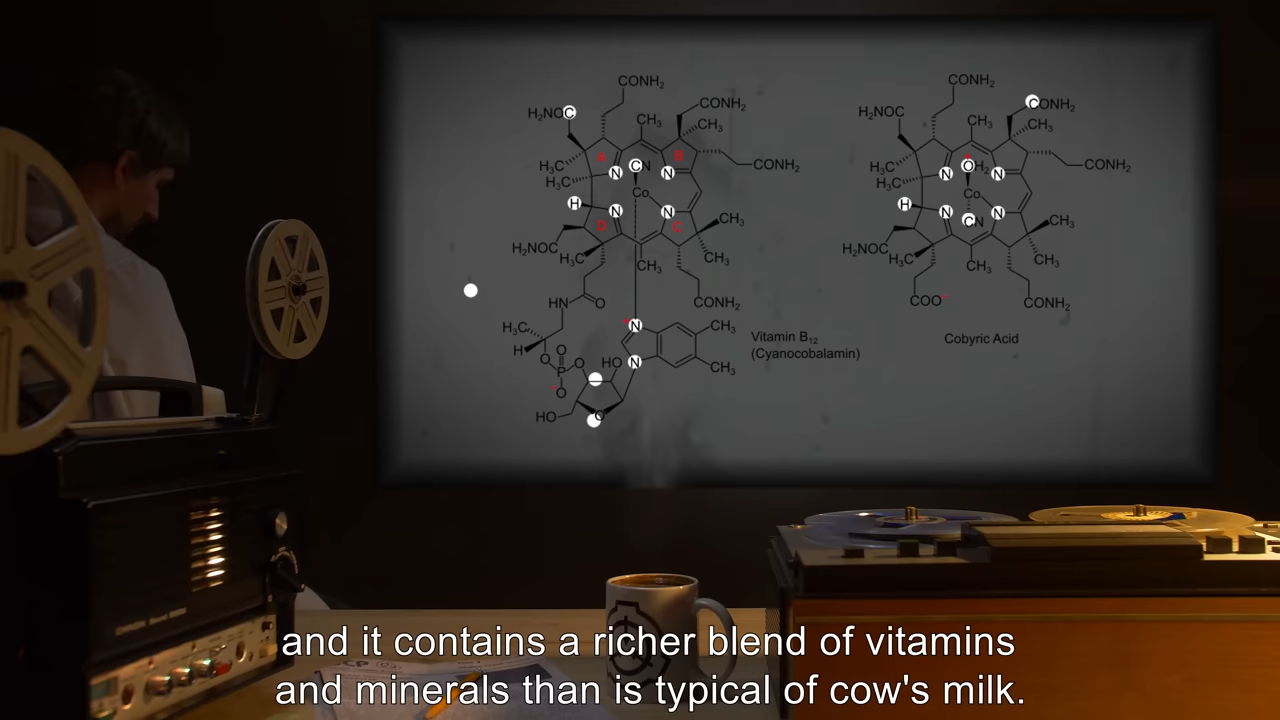 CONH₂
H₂NOC
CH₃
CONH₂
CH₃
H₃C
A
B
CN
CONH₂
H₃C
N
N
Co
H
N
N
CH₃
D
C
H₂NOC
H₃C
CH₃
CH₃
HN
O
CONH₂
H₃C
N
CH₃
H
O
O
P
O
HO
N
CH₃
O
HO
O
Vitamin B₁₂
(Cyanocobalamin)
CONH₂
H₂NOC
CONH₂
CH₃
CH₃
H₃C
OH₂
CONH₂
H₃C
N
N
Co
H
N
N
CN
CH₃
H₂NOC
H₃C
CH₃
CH₃
COO
CONH₂
Cobyric Acid
and it contains a richer blend of vitamins
and minerals than is typical of cow's milk.